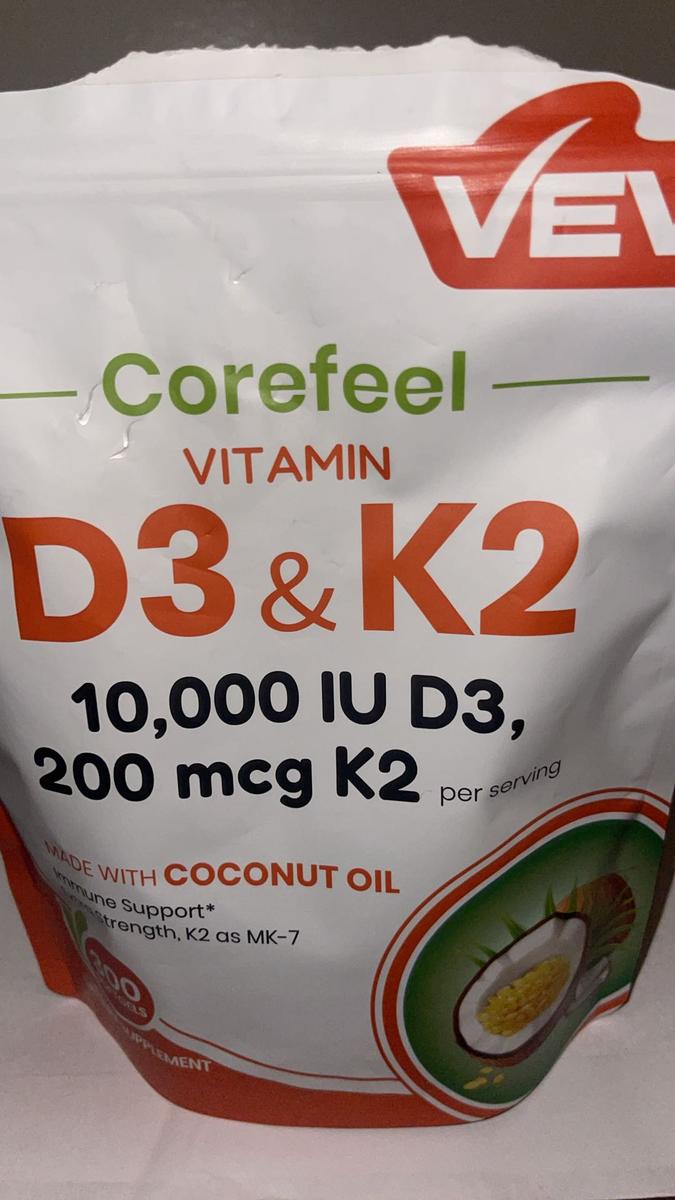 VEV
Corefeel
VITAMIN
D3 & K2
10,000 IU D3,
200 mcg K2 per serving
MADE WITH COCONUT OIL
Immune Support*
Strength, K2 as MK-7
300
SUPPLEMENT